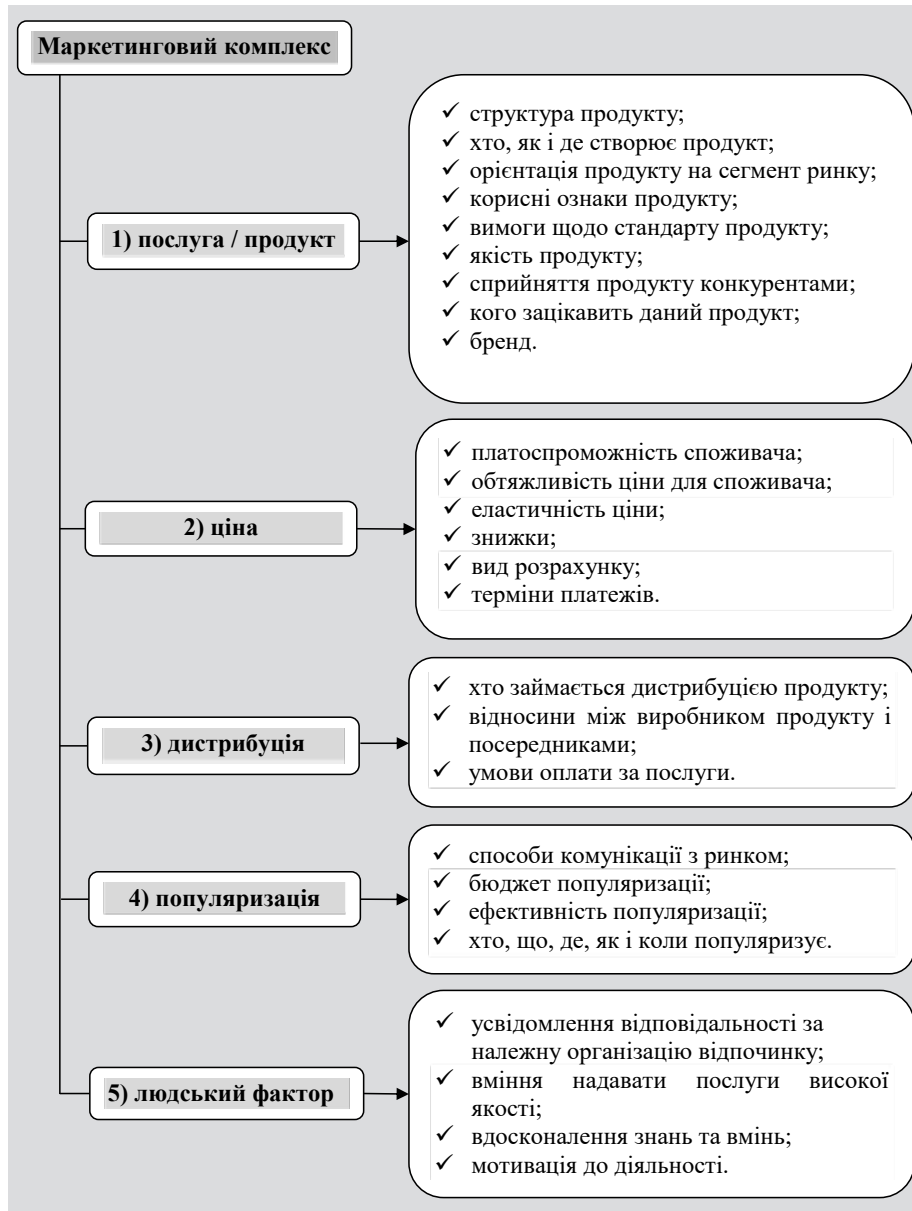 Маркетинговий комплекс
1) послуга / продукт
✓ структура продукту;
✓ хто, як і де створює продукт;
✓ орієнтація продукту на сегмент ринку;
✓ корисні ознаки продукту;
✓ вимоги щодо стандарту продукту;
✓ якість продукту;
✓ сприйняття продукту конкурентами;
✓ кого зацікавить даний продукт;
✓ бренд.
2) ціна
✓ платоспроможність споживача;
✓ обтяжливість ціни для споживача;
✓ еластичність ціни;
✓ знижки;
✓ вид розрахунку;
✓ терміни платежів.
3) дистрибуція
✓ хто займається дистрибуцією продукту;
✓ відносини між виробником продукту і
посередниками;
✓ умови оплати за послуги.
4) популяризація
✓ способи комунікації з ринком;
✓ бюджет популяризації;
✓ ефективність популяризації;
✓ хто, що, де, як і коли популяризує.
5) людський фактор
✓ усвідомлення відповідальності за
належну організацію відпочинку;
✓ вміння надавати послуги високої
якості;
✓ вдосконалення знань та вмінь;
✓ мотивація до діяльності.